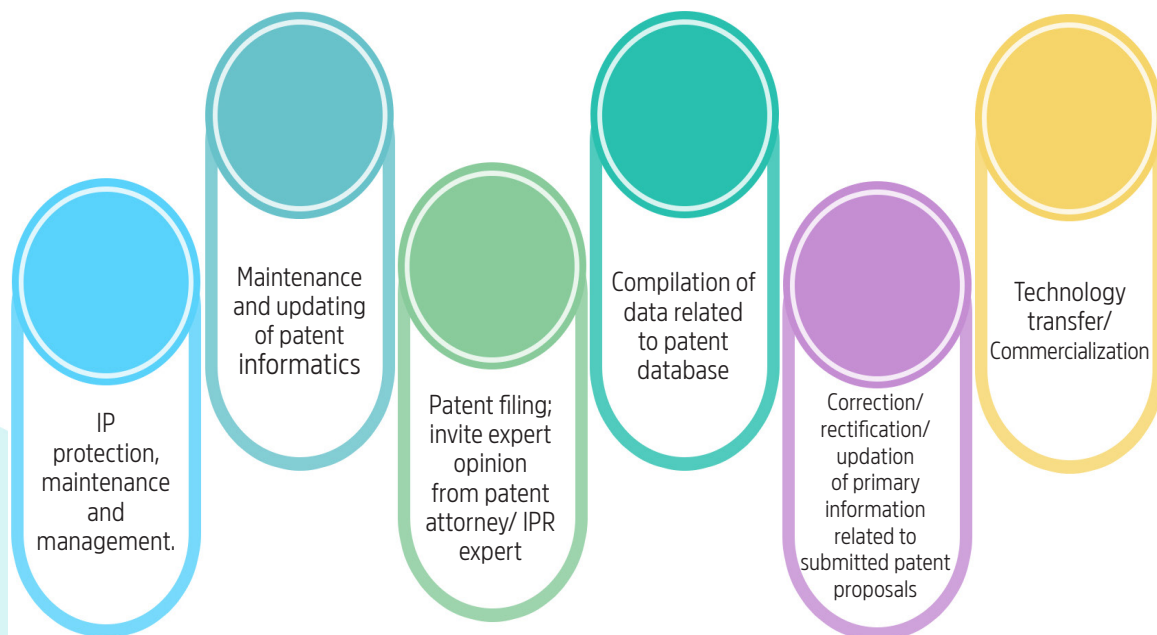 IP
protection,
maintenance
and
management.
Maintenance
and updating
of patent
informatics
Patent filing;
invite expert
opinion
from patent
attorney/ IPR
expert
Compilation of
data related
to patent
database
Correction/
rectification/
updation
of primary
information
related to
submitted patent
proposals
Technology
transfer/
Commercialization